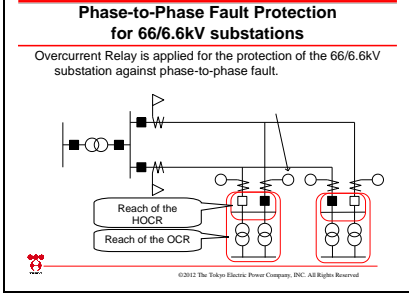 Phase-to-Phase Fault Protection
for 66/6.6kV substations
Overcurrent Relay is applied for the protection of the 66/6.6kV
substation against phase-to-phase fault.
Reach of the
HOCR
Reach of the OCR
©2012 The Tokyo Electric Power Company, INC. All Rights Reserved